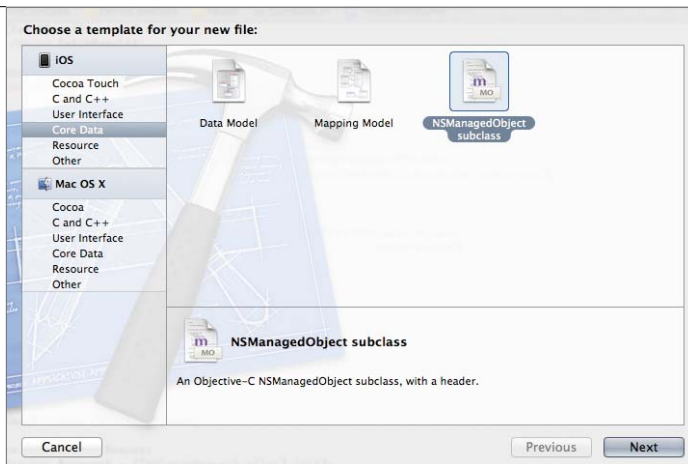 Choose a template for your new file:
iOS
Cocoa Touch
C and C++
User Interface
Core Data
Resource
Other
Mac OS X
Cocoa
C and C++
User Interface
Core Data
Resource
Other
Data Model
Mapping Model
m
MO
NSManagedObject
subclass
m
MO
NSManagedObject subclass
An Objective-C NSManagedObject subclass, with a header.
Cancel
Previous
Next